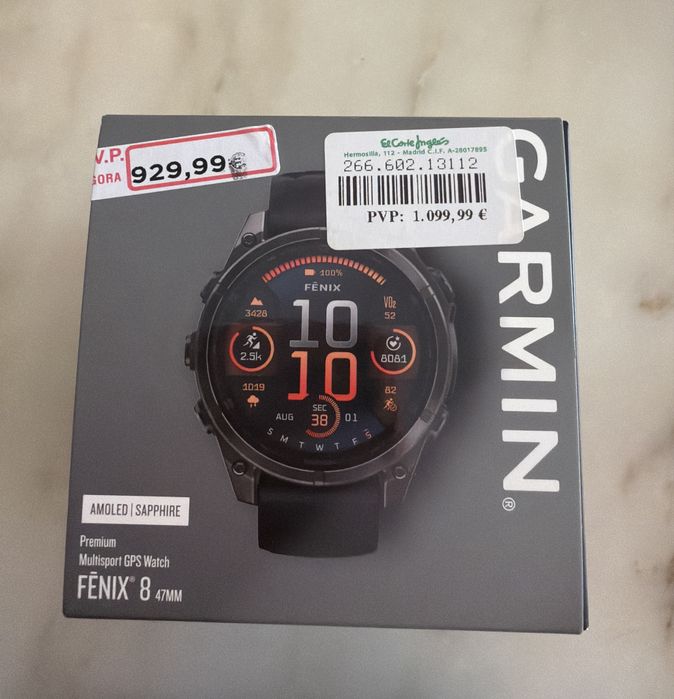 V.P.
AGORA
929,99€
El Corte Inglés
Hermosilla, 112 - Madrid C.I.F. A-28017895
266.602.13112
PVP: 1.099,99 €
GARMIN®
100%
FĒNIX
3428
VO2
52
10
2.5k
8081
10
1019
82
AUG
SEC
38
01
S M T W T F S
AMOLED | SAPPHIRE
Premium
Multisport GPS Watch
FĒNIX® 8 47MM